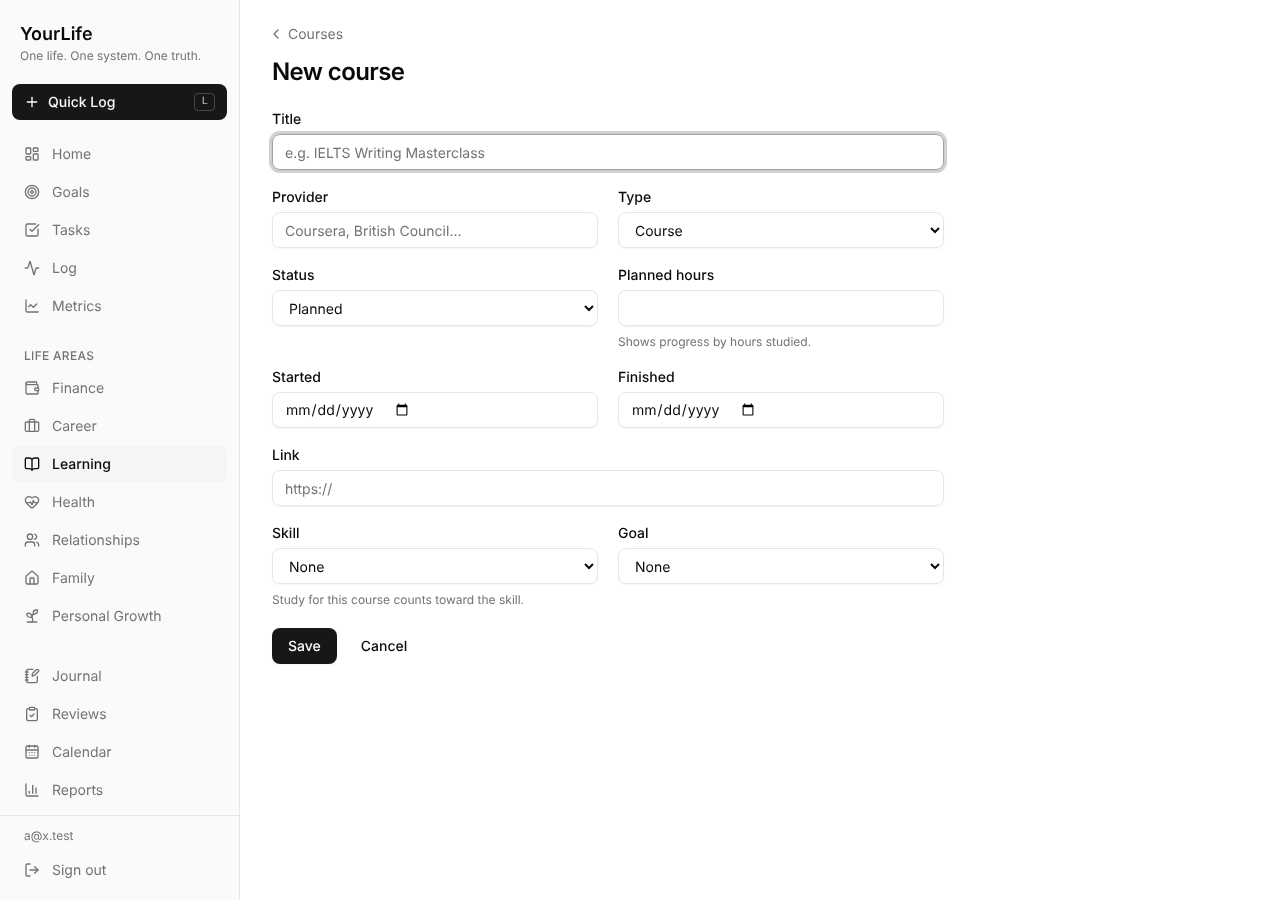 YourLife
One life. One system. One truth.
Quick Log
L
Home
Goals
Tasks
Log
Metrics
LIFE AREAS
Finance
Career
Learning
Health
Relationships
Family
Personal Growth
Journal
Reviews
Calendar
Reports
a@x.test
Sign out
Courses
New course
Title
e.g. IELTS Writing Masterclass
Provider
Type
Coursera, British Council…
Course
Status
Planned hours
Planned
Shows progress by hours studied.
Started
Finished
mm/dd/yyyy
mm/dd/yyyy
Link
https://
Skill
Goal
None
None
Study for this course counts toward the skill.
Save
Cancel